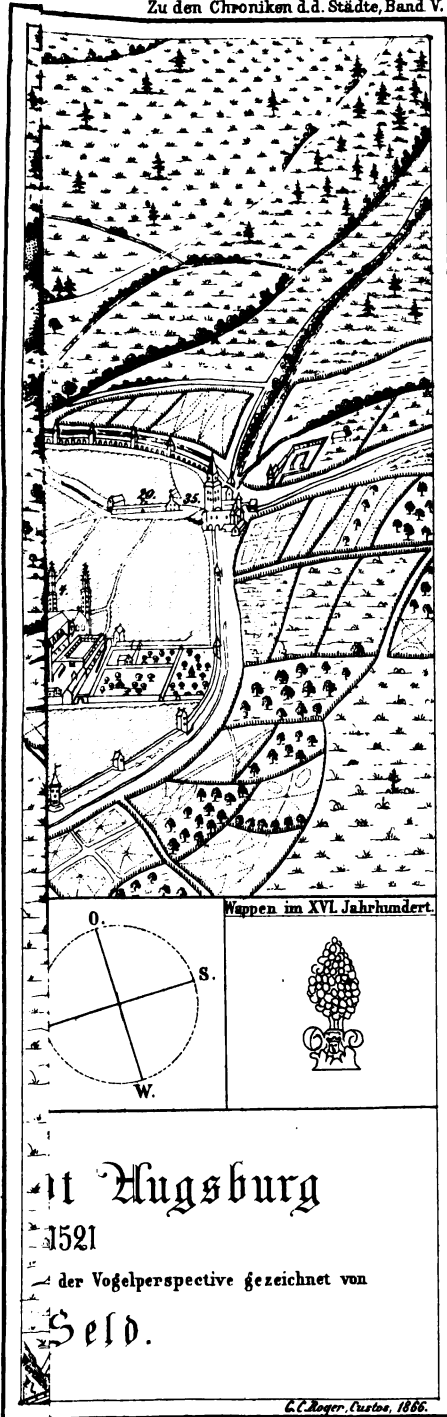 Zu den Chroniken d.d. Städte, Band V.
20.
35.
O.
S.
W.
Wappen im XVI. Jahrhundert.
t Augsburg
1521
der Vogelperspective gezeichnet von
Seld.
C.C. Roger, Custos, 1866.